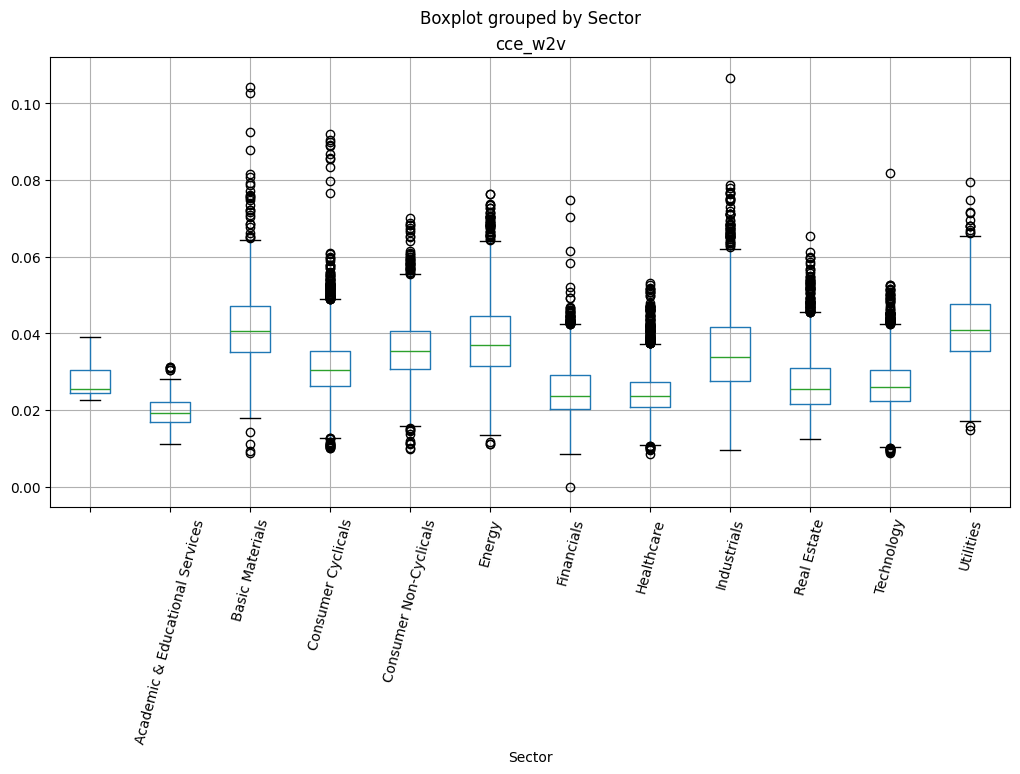 Boxplot grouped by Sector
cce_w2v
0.10
0.08
0.06
0.04
0.02
0.00
Academic & Educational Services
Basic Materials
Consumer Cyclicals
Consumer Non-Cyclicals
Energy
Financials
Healthcare
Industrials
Real Estate
Technology
Utilities
Sector